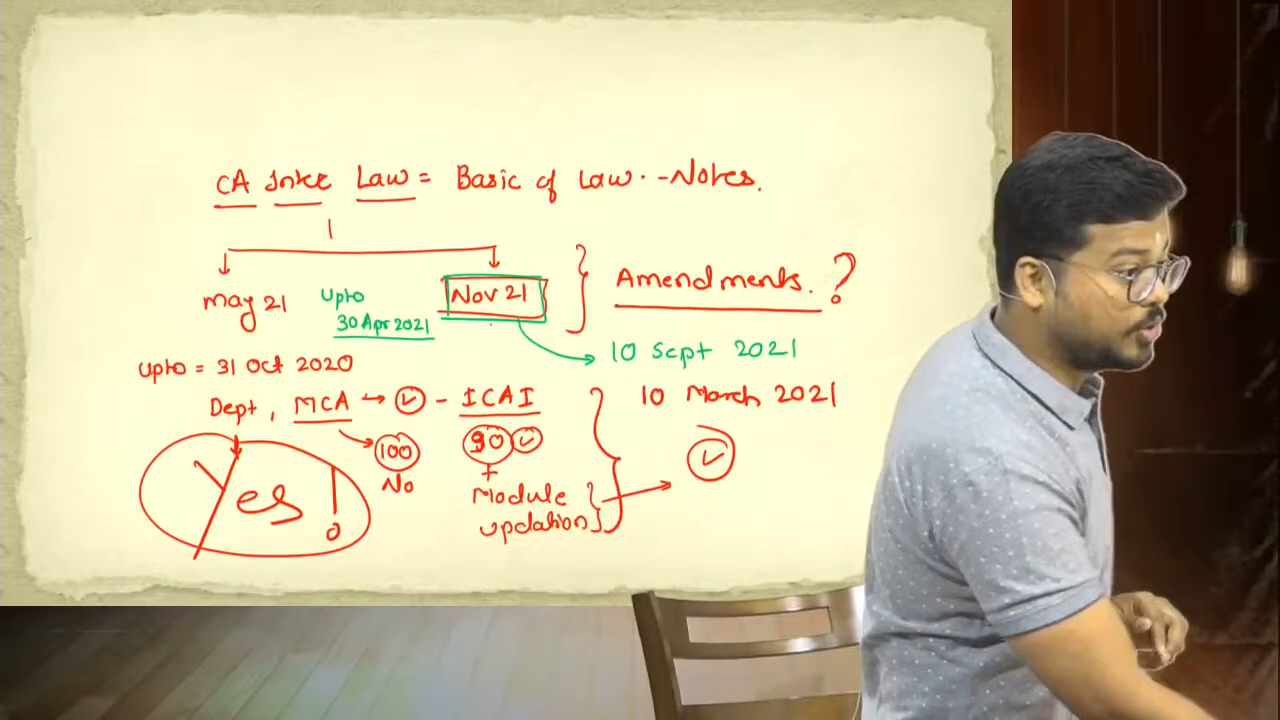 CA Inter Law = Basic of Law. - Notes.
May 21
Upto
30 Apr 2021
Nov 21
Amendments. ?
10 Sept 2021
upto = 31 Oct 2020
Dept, MCA → ✓ - ICAI
10 March 2021
100
No
90 ✓
+
Module
updation
✓
Yes!